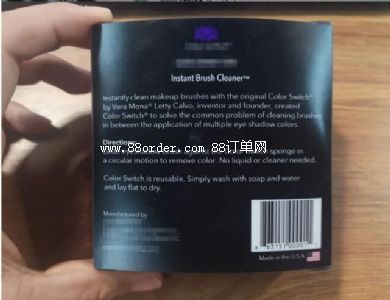 Instant Brush Cleaner™
Instantly clean makeup brushes with the original Color Switch®
by Vera Mona® Letty Calvo, inventor and founder, created
Color Switch® to solve the common problem of cleaning brushes
in between the application of multiple eye shadow colors.
Directions:
sponge in
www.88order.com 88订单网
a circular motion to remove color. No liquid or cleaner needed.
Color Switch is reusable. Simply wash with soap and water
and lay flat to dry.
Manufactured by
Made in the U.S.A